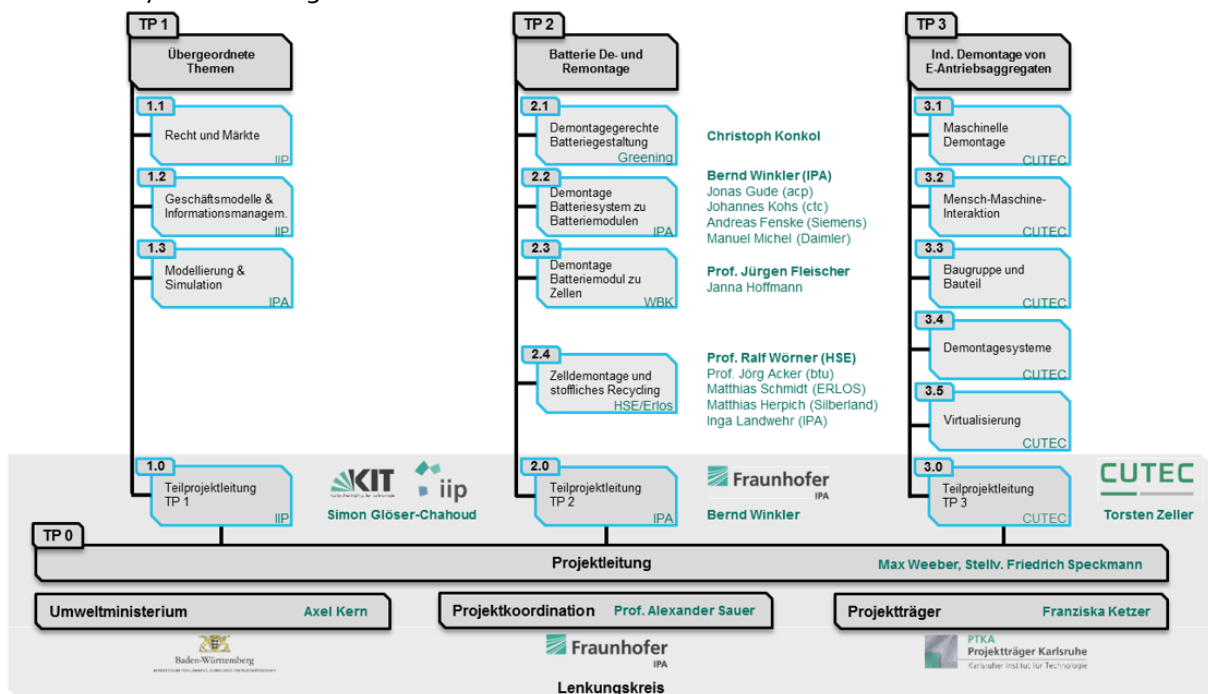 TP 1
Übergeordnete
Themen
1.1
Recht und Märkte
IIP
1.2
Geschäftsmodelle &
Informationsmanagem.
IIP
1.3
Modellierung &
Simulation
IPA
1.0
Teilprojektleitung
TP 1
IIP
KIT
iip
Simon Glöser-Chahoud
TP 2
Batterie De- und
Remontage
2.1
Demontagegerechte
Batteriegestaltung
Greening
Christoph Konkol
2.2
Demontage
Batteriesystem zu
Batteriemodulen
IPA
Bernd Winkler (IPA)
Jonas Gude (acp)
Johannes Kohs (ctc)
Andreas Fenske (Siemens)
Manuel Michel (Daimler)
2.3
Demontage
Batteriemodul zu
Zellen
WBK
Prof. Jürgen Fleischer
Janna Hoffmann
2.4
Zelldemontage und
stoffliches Recycling
HSE/Erlos
Prof. Ralf Wörner (HSE)
Prof. Jörg Acker (btu)
Matthias Schmidt (ERLOS)
Matthias Herpich (Silberland)
Inga Landwehr (IPA)
2.0
Teilprojektleitung
TP 2
IPA
Fraunhofer
IPA
Bernd Winkler
TP 3
Ind. Demontage von
E-Antriebsaggregaten
3.1
Maschinelle
Demontage
CUTEC
3.2
Mensch-Maschine-
Interaktion
CUTEC
3.3
Baugruppe und
Bauteil
CUTEC
3.4
Demontagesysteme
CUTEC
3.5
Virtualisierung
CUTEC
3.0
Teilprojektleitung
TP 3
CUTEC
CUTEC
Torsten Zeller
TP 0
Projektleitung
Max Weeber, Stellv. Friedrich Speckmann
Umweltministerium
Axel Kern
Projektkoordination
Prof. Alexander Sauer
Projektträger
Franziska Ketzer
Baden-Württemberg
Fraunhofer
IPA
PTKA
Projektträger Karlsruhe
Karlsruher Institut für Technologie
Lenkungskreis